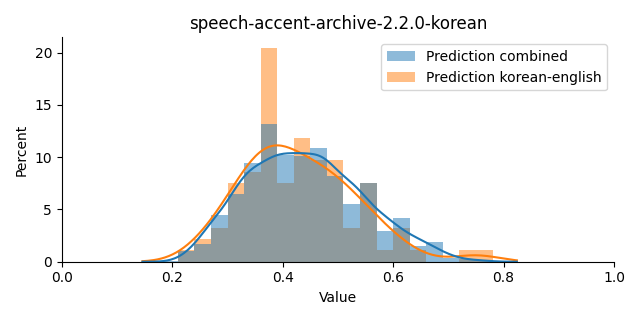 speech-accent-archive-2.2.0-korean
Prediction combined
Prediction korean-english
Percent
20
15
10
5
0
0.0 0.2 0.4 0.6 0.8 1.0
Value